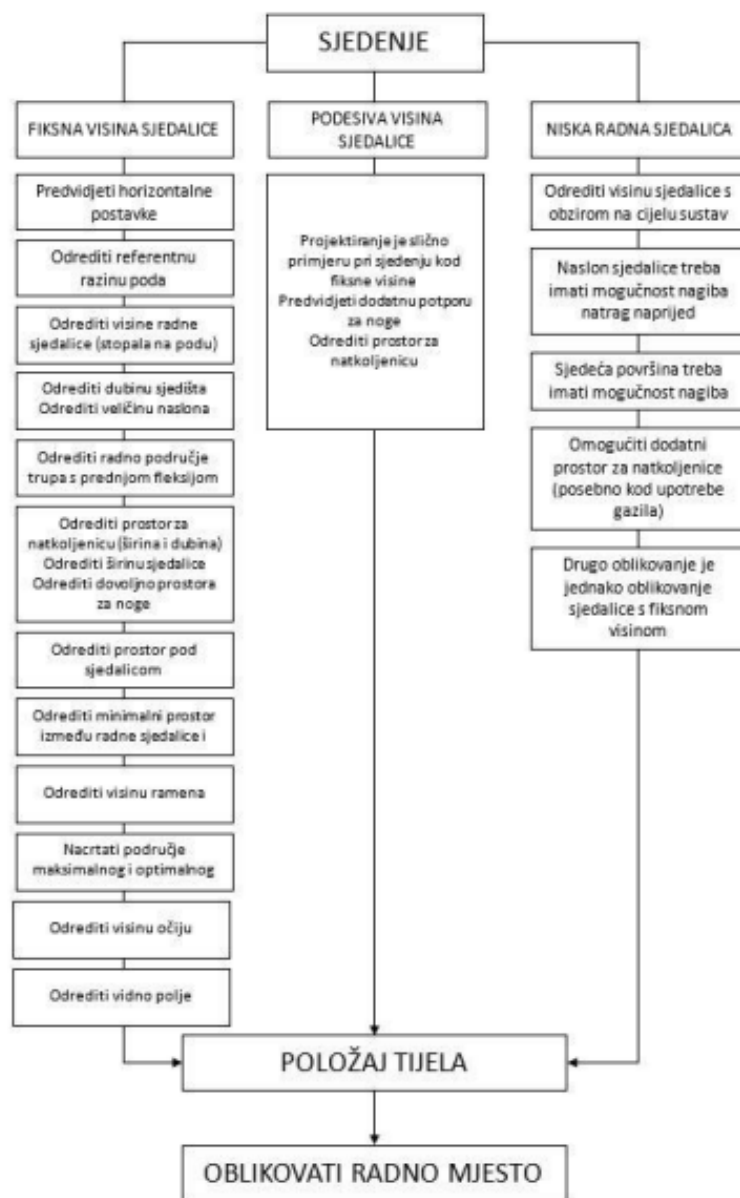 SJEDENJE
FIKSNA VISINA SJEDALICE
Predvidjeti horizontalne
postavke
Odrediti referentnu
razinu poda
Odrediti visine radne
sjedalice (stopala na podu)
Odrediti dubinu sjedišta
Odrediti veličinu naslona
Odrediti radno područje
trupa s prednjom fleksijom
Odrediti prostor za
natkoljenicu (širina i dubina)
Odrediti širinu sjedalice
Odrediti dovoljno prostora
za noge
Odrediti prostor pod
sjedalicom
Odrediti minimalni prostor
između radne sjedalice i
Odrediti visinu ramena
Nacrtati područje
maksimalnog i optimalnog
Odrediti visinu očiju
Odrediti vidno polje
PODESIVA VISINA
SJEDALICE
Projektiranje je slično
primjeru pri sjedenju kod
fiksne visine
Predvidjeti dodatnu potporu
za noge
Odrediti prostor za
natkoljenicu
NISKA RADNA SJEDALICA
Odrediti visinu sjedalice s
obzirom na cijelu sustav
Naslon sjedalice treba
imati mogučnost nagiba
natrag naprijed
Sjedeća površina treba
imati mogučnost nagiba
Omogućiti dodatni
prostor za natkoljenice
(posebno kod upotrebe
gazila)
Drugo oblikovanje je
jednako oblikovanje
sjedalice s fiksnom
visinom
POLOŽAJ TIJELA
OBLIKOVATI RADNO MJESTO